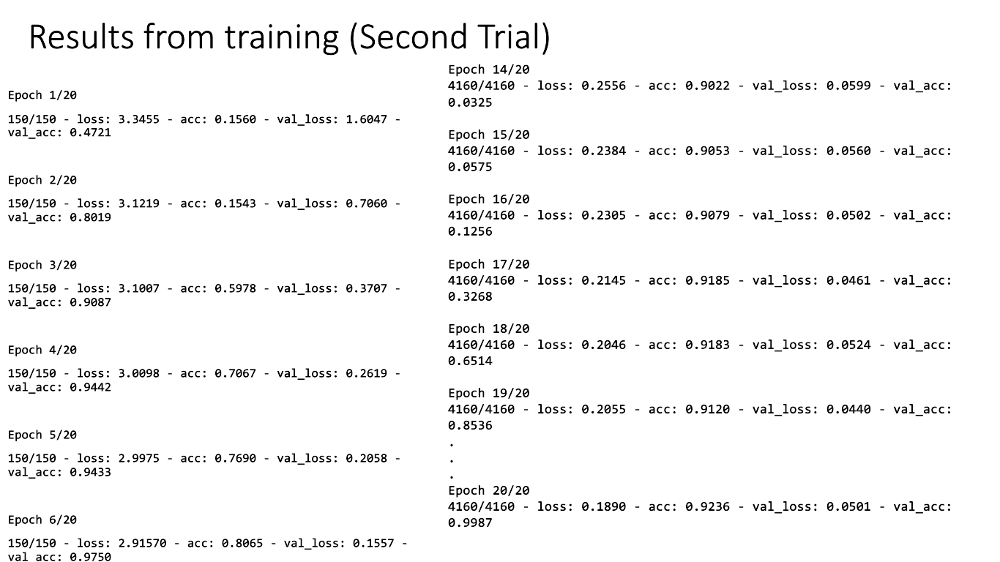 Results from training (Second Trial)
Epoch 1/20
150/150 - loss: 3.3455 - acc: 0.1560 - val_loss: 1.6047 -
val_acc: 0.4721
Epoch 2/20
150/150 - loss: 3.1219 - acc: 0.1543 - val_loss: 0.7060 -
val_acc: 0.8019
Epoch 3/20
150/150 - loss: 3.1007 - acc: 0.5978 - val_loss: 0.3707 -
val_acc: 0.9087
Epoch 4/20
150/150 - loss: 3.0098 - acc: 0.7067 - val_loss: 0.2619 -
val_acc: 0.9442
Epoch 5/20
150/150 - loss: 2.9975 - acc: 0.7690 - val_loss: 0.2058 -
val_acc: 0.9433
Epoch 6/20
150/150 - loss: 2.91570 - acc: 0.8065 - val_loss: 0.1557 -
val_acc: 0.9750
Epoch 14/20
4160/4160 - loss: 0.2556 - acc: 0.9022 - val_loss: 0.0599 - val_acc:
0.0325
Epoch 15/20
4160/4160 - loss: 0.2384 - acc: 0.9053 - val_loss: 0.0560 - val_acc:
0.0575
Epoch 16/20
4160/4160 - loss: 0.2305 - acc: 0.9079 - val_loss: 0.0502 - val_acc:
0.1256
Epoch 17/20
4160/4160 - loss: 0.2145 - acc: 0.9185 - val_loss: 0.0461 - val_acc:
0.3268
Epoch 18/20
4160/4160 - loss: 0.2046 - acc: 0.9183 - val_loss: 0.0524 - val_acc:
0.6514
Epoch 19/20
4160/4160 - loss: 0.2055 - acc: 0.9120 - val_loss: 0.0440 - val_acc:
0.8536
.
.
.
Epoch 20/20
4160/4160 - loss: 0.1890 - acc: 0.9236 - val_loss: 0.0501 - val_acc:
0.9987